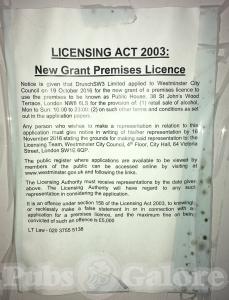 LICENSING ACT 2003:
New Grant Premises Licence
Notice is given that DrunchSW3 Limited applied to Westminster City
Council on 19 October 2016 for the new grant of a premises licence to
use the premises to be known as Public House, 38 St John's Wood
Terrace, London NW8 6LS for the provision of: (1) retail sale of alcohol,
Mon to Sun: 10.00 to 23:00; (2) on such other terms and conditions as set
out in the application papers.
Any person who wishes to make a representation in relation to this
application must give notice in writing of his/her representation by 16
November 2016 stating the grounds for making said representation to the
Licensing Team, Westminster City Council, 4th Floor, City Hall, 64 Victoria
Street, London SW1E 6QP.
The public register where applications are available to be viewed by
members of the public can be accessed online by visiting at
www.westminster.gov.uk and following the links.
The Licensing Authority must receive representations by the date given
above. The Licensing Authority will have regard to any such
representation in considering the application.
It is an offence under section 158 of the Licensing Act 2003, to knowingly
or recklessly make a false statement in or in connection with an
application for a premises licence, and the maximum fine on being
convicted of such an offence is £5,000
LT Law - 020 3755 5138